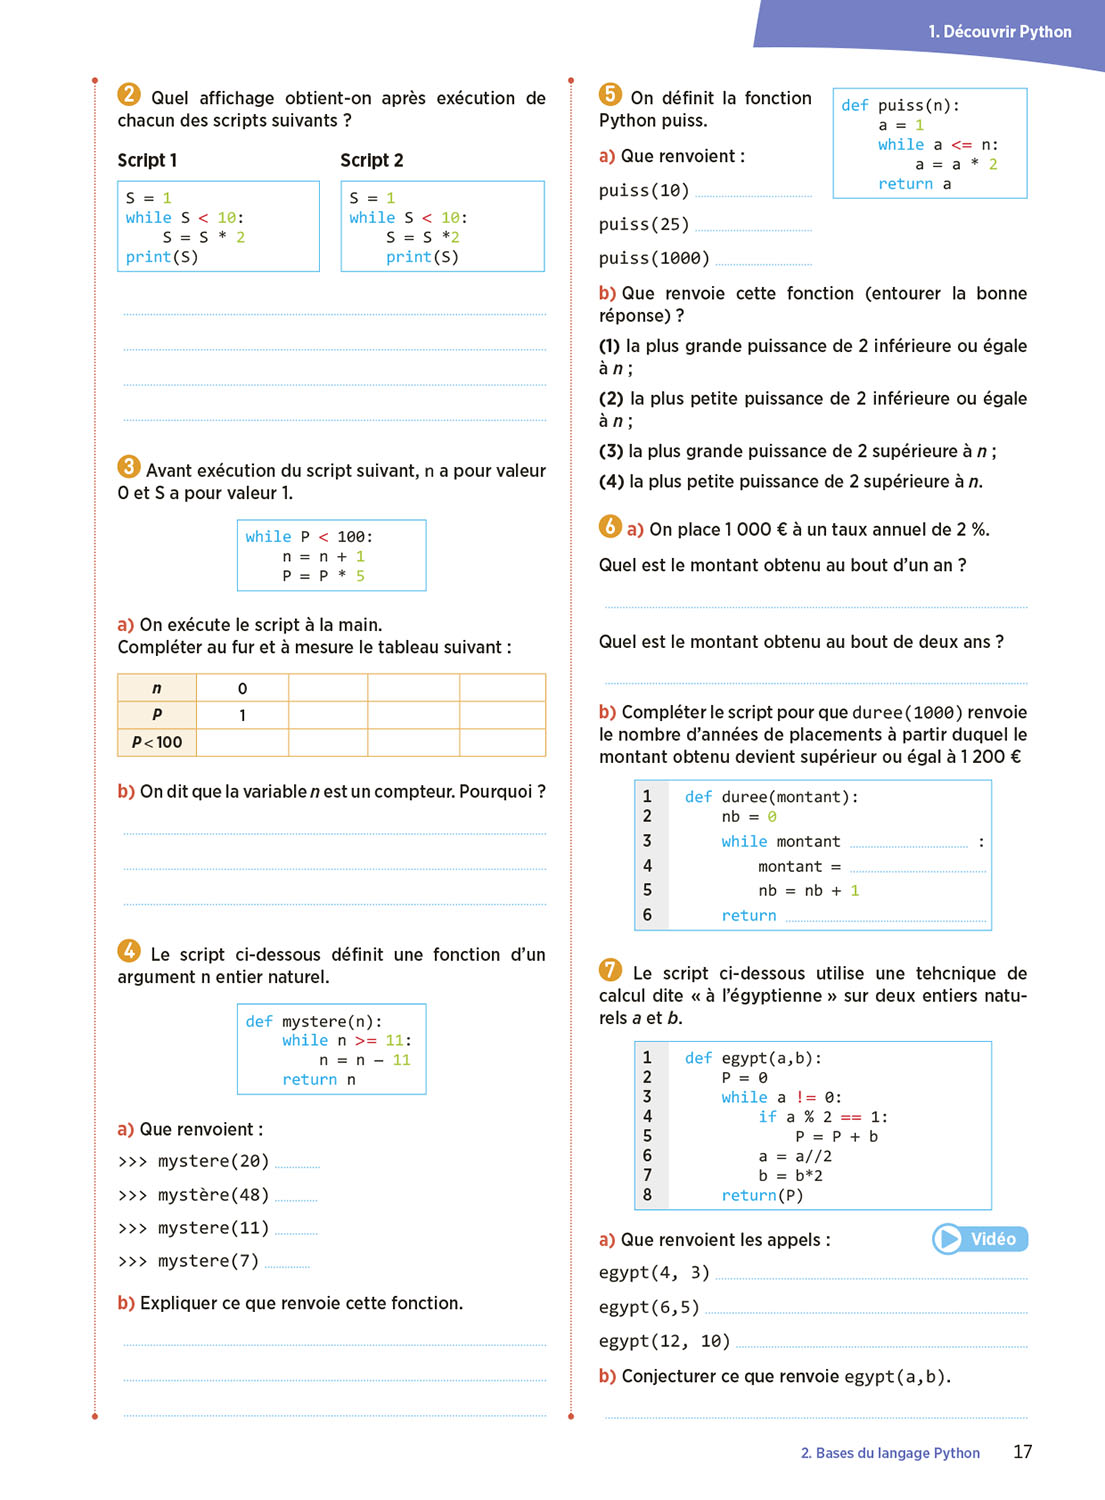 1. Découvrir Python
2 Quel affichage obtient-on après exécution de
chacun des scripts suivants ?
Script 1
S = 1
while S < 10:
    S = S * 2
print(S)
Script 2
S = 1
while S < 10:
    S = S *2
    print(S)
3 Avant exécution du script suivant, n a pour valeur
0 et S a pour valeur 1.
while P < 100:
    n = n + 1
    P = P * 5
a) On exécute le script à la main.
Compléter au fur et à mesure le tableau suivant :
n 0
P 1
P < 100
b) On dit que la variable n est un compteur. Pourquoi ?
4 Le script ci-dessous définit une fonction d'un
argument n entier naturel.
def mystere(n):
    while n >= 11:
        n = n – 11
    return n
a) Que renvoient :
>>> mystere(20)
>>> mystère(48)
>>> mystere(11)
>>> mystere(7)
b) Expliquer ce que renvoie cette fonction.
5 On définit la fonction
Python puiss.
def puiss(n):
    a = 1
    while a <= n:
        a = a * 2
    return a
a) Que renvoient :
puiss(10)
puiss(25)
puiss(1000)
b) Que renvoie cette fonction (entourer la bonne
réponse) ?
(1) la plus grande puissance de 2 inférieure ou égale
à n ;
(2) la plus petite puissance de 2 inférieure ou égale
à n ;
(3) la plus grande puissance de 2 supérieure à n ;
(4) la plus petite puissance de 2 supérieure à n.
6 a) On place 1 000 € à un taux annuel de 2 %.
Quel est le montant obtenu au bout d'un an ?
Quel est le montant obtenu au bout de deux ans ?
b) Compléter le script pour que duree(1000) renvoie
le nombre d'années de placements à partir duquel le
montant obtenu devient supérieur ou égal à 1 200 €
1 def duree(montant):
2     nb = 0
3     while montant :
4         montant =
5         nb = nb + 1
6     return
7 Le script ci-dessous utilise une tehcnique de
calcul dite « à l'égyptienne » sur deux entiers natu-
rels a et b.
1 def egypt(a,b):
2     P = 0
3     while a != 0:
4         if a % 2 == 1:
5             P = P + b
6         a = a//2
7         b = b*2
8     return(P)
a) Que renvoient les appels :
Vidéo
egypt(4, 3)
egypt(6,5)
egypt(12, 10)
b) Conjecturer ce que renvoie egypt(a,b).
2. Bases du langage Python 17